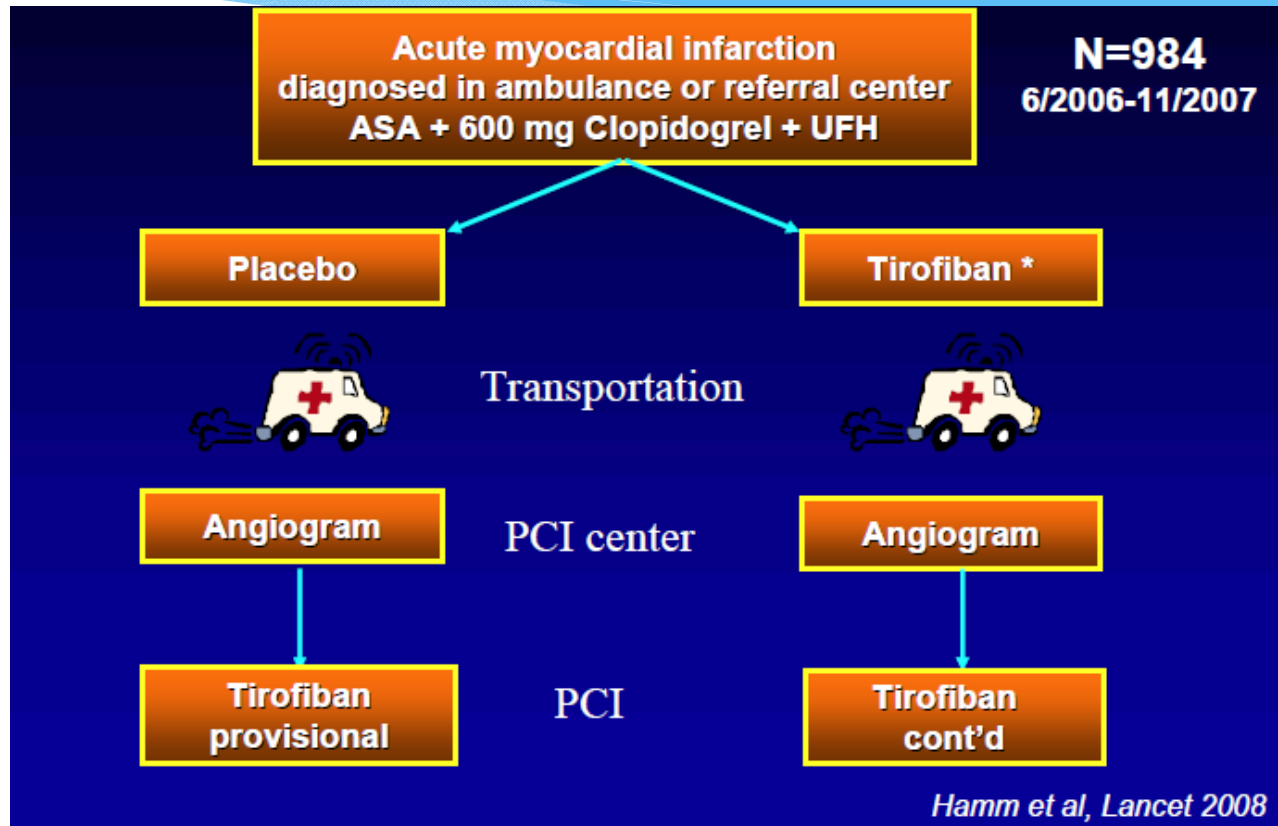 Acute myocardial infarction
diagnosed in ambulance or referral center
ASA + 600 mg Clopidogrel + UFH
N=984
6/2006-11/2007
Placebo
Tirofiban *
Transportation
Angiogram
PCI center
Angiogram
Tirofiban
provisional
PCI
Tirofiban
cont'd
Hamm et al, Lancet 2008